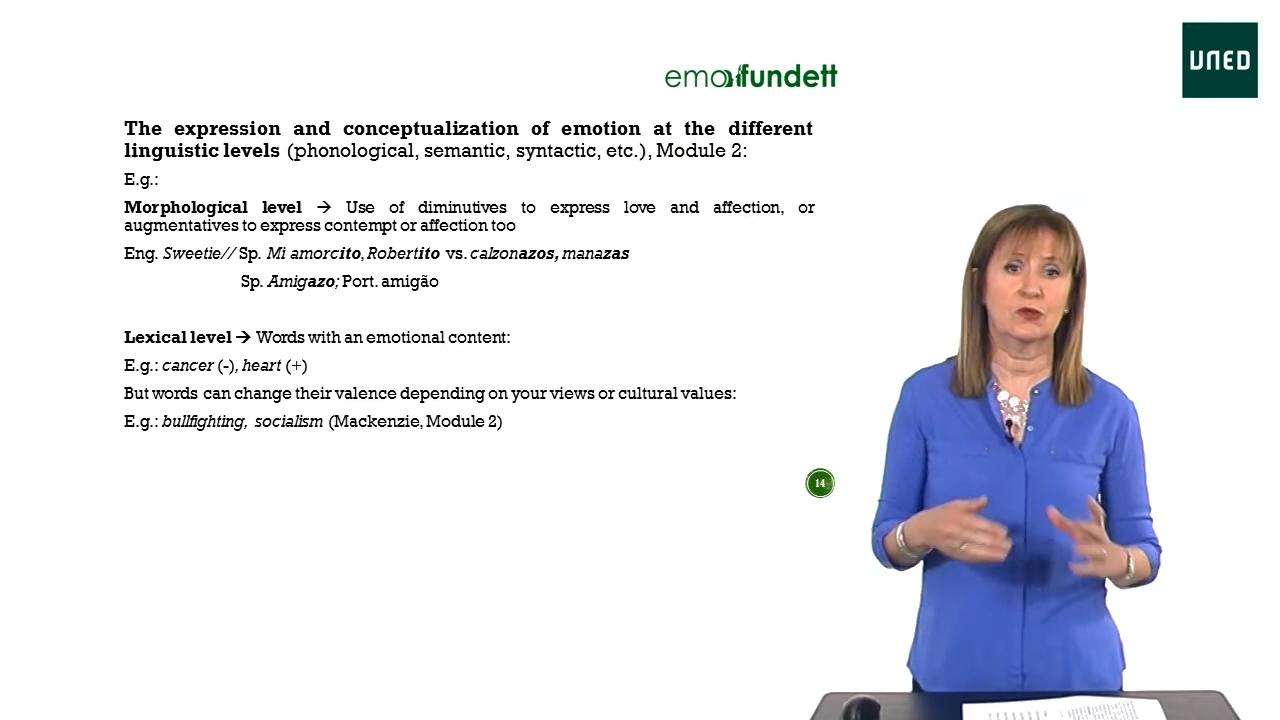 UNED
emofundett
The expression and conceptualization of emotion at the different
linguistic levels (phonological, semantic, syntactic, etc.), Module 2:
E.g.:
Morphological level → Use of diminutives to express love and affection, or
augmentatives to express contempt or affection too
Eng. Sweetie// Sp. Mi amorcito, Robertito vs. calzonazos, manazas
Sp. Amigazo; Port. amigão
Lexical level → Words with an emotional content:
E.g.: cancer (-), heart (+)
But words can change their valence depending on your views or cultural values:
E.g.: bullfighting, socialism (Mackenzie, Module 2)
14